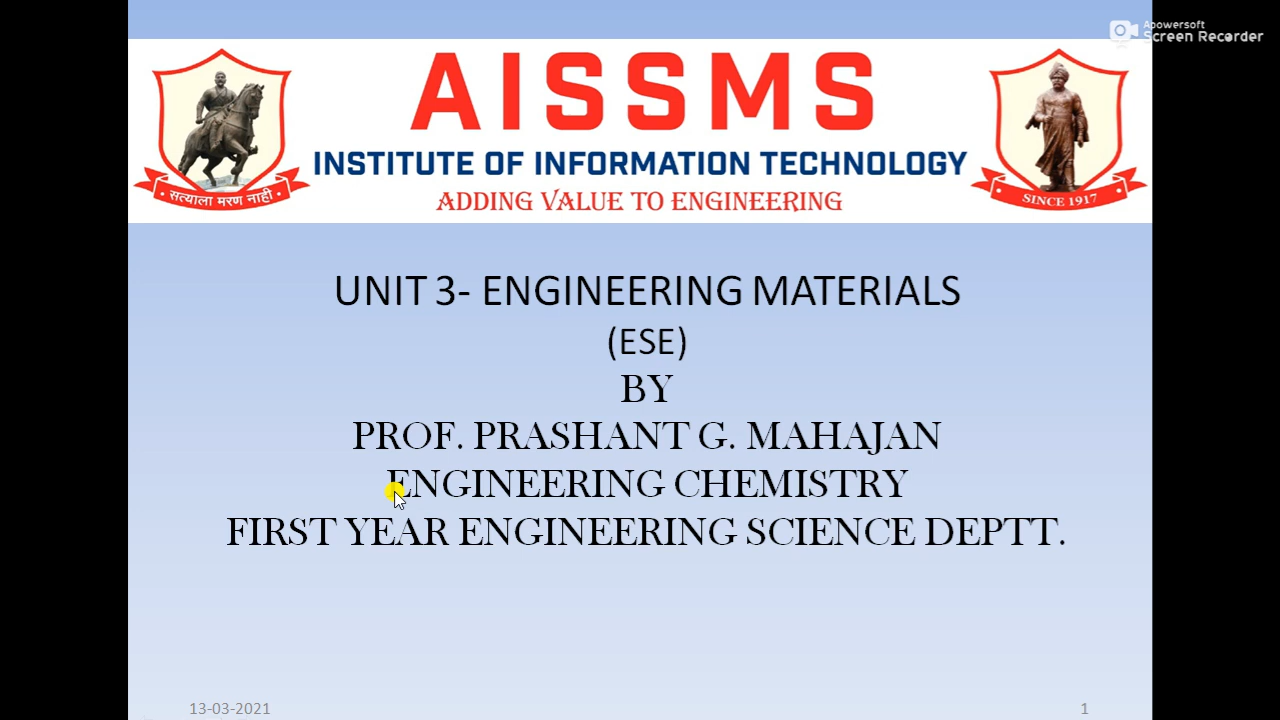 Apowersoft
Screen Recorder
AISSMS
INSTITUTE OF INFORMATION TECHNOLOGY
ADDING VALUE TO ENGINEERING
सत्याला मरण नाही
SINCE 1917
UNIT 3- ENGINEERING MATERIALS
(ESE)
BY
PROF. PRASHANT G. MAHAJAN
ENGINEERING CHEMISTRY
FIRST YEAR ENGINEERING SCIENCE DEPTT.
13-03-2021
1